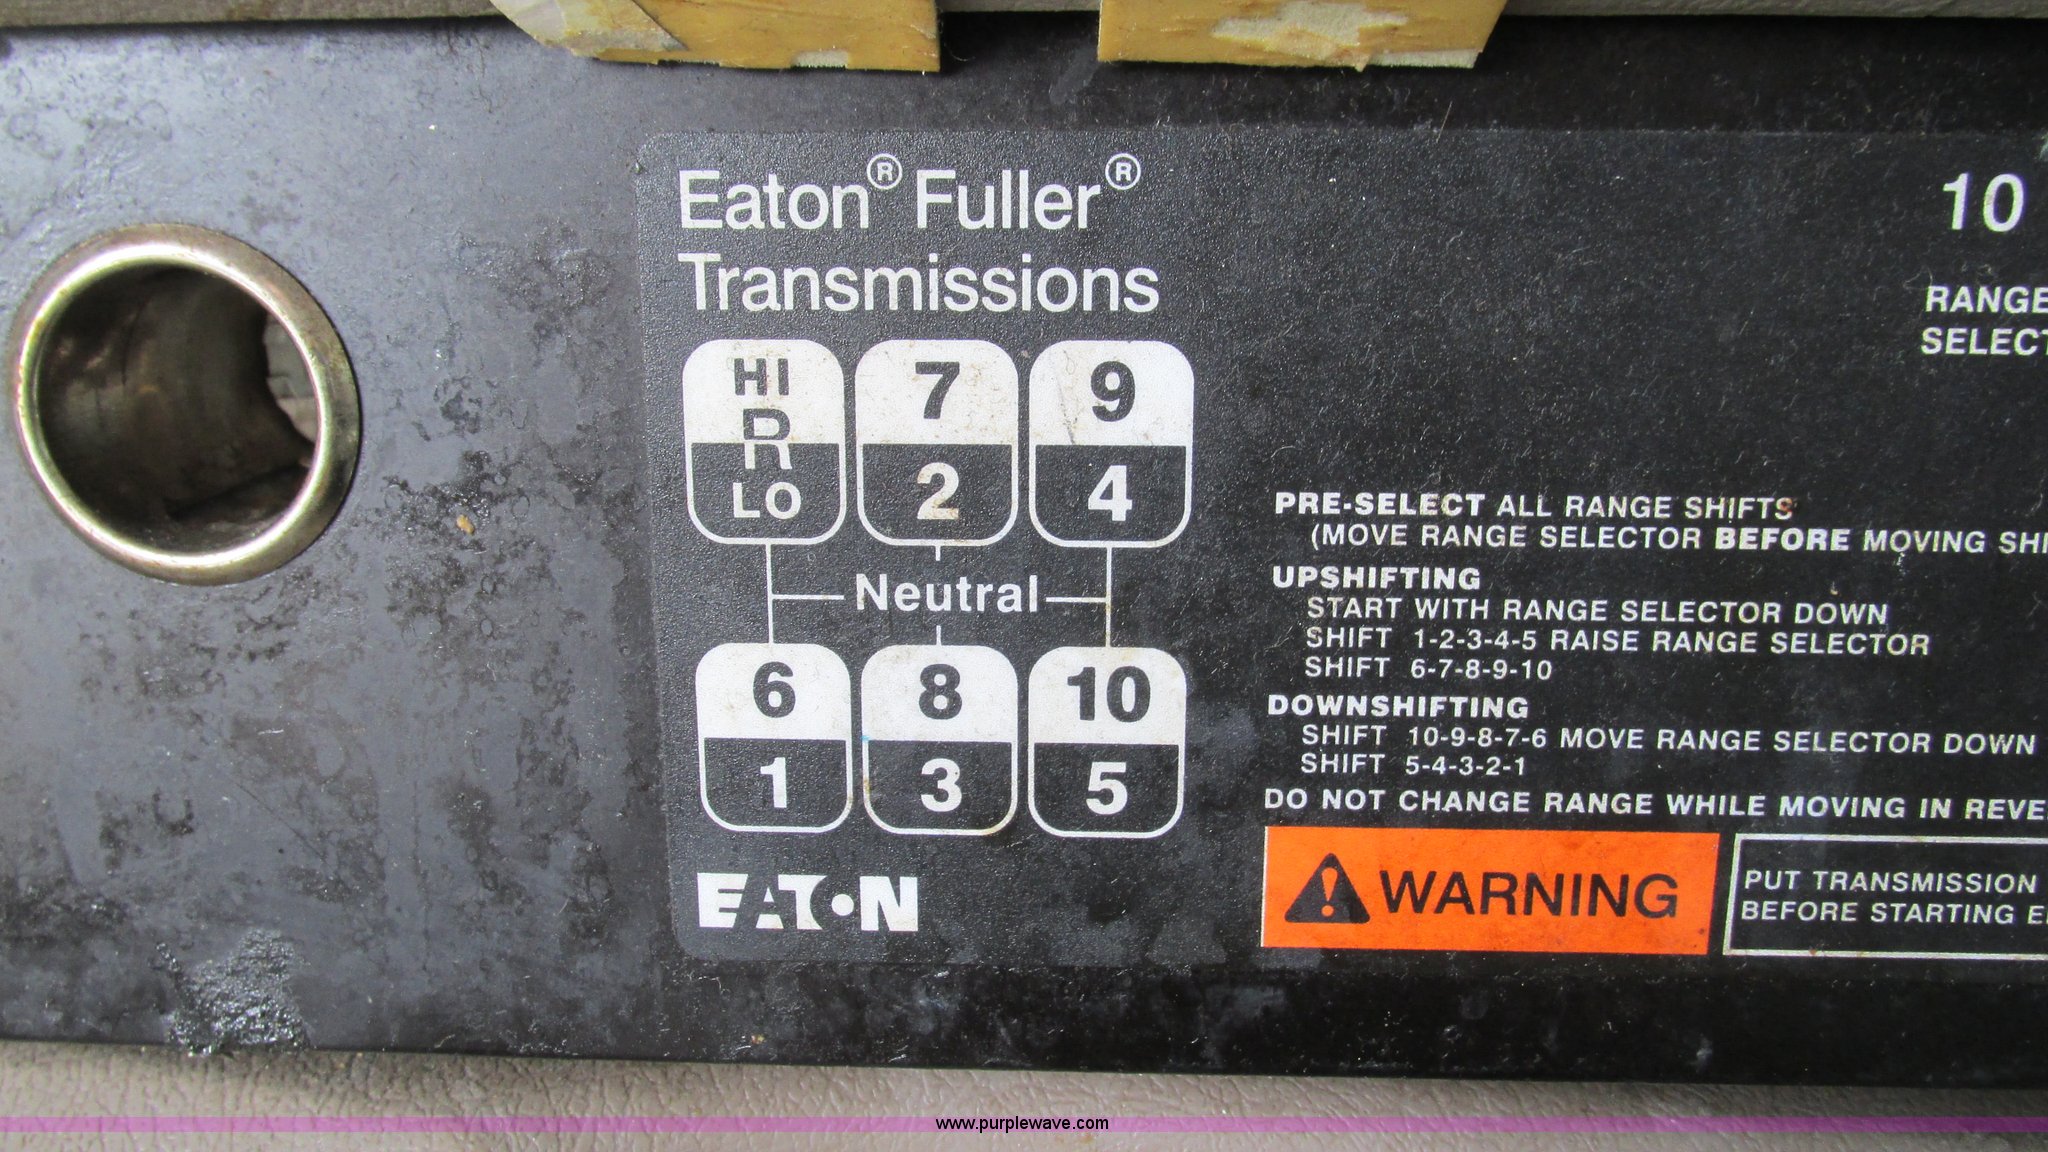 Eaton® Fuller®
Transmissions
HI 7 9
R
LO 2 4
Neutral
6 8 10
1 3 5
EATON
10
RANGE
SELECT
PRE-SELECT ALL RANGE SHIFTS
(MOVE RANGE SELECTOR BEFORE MOVING SHI
UPSHIFTING
START WITH RANGE SELECTOR DOWN
SHIFT 1-2-3-4-5 RAISE RANGE SELECTOR
SHIFT 6-7-8-9-10
DOWNSHIFTING
SHIFT 10-9-8-7-6 MOVE RANGE SELECTOR DOWN
SHIFT 5-4-3-2-1
DO NOT CHANGE RANGE WHILE MOVING IN REVE
WARNING
PUT TRANSMISSION
BEFORE STARTING E
www.purplewave.com